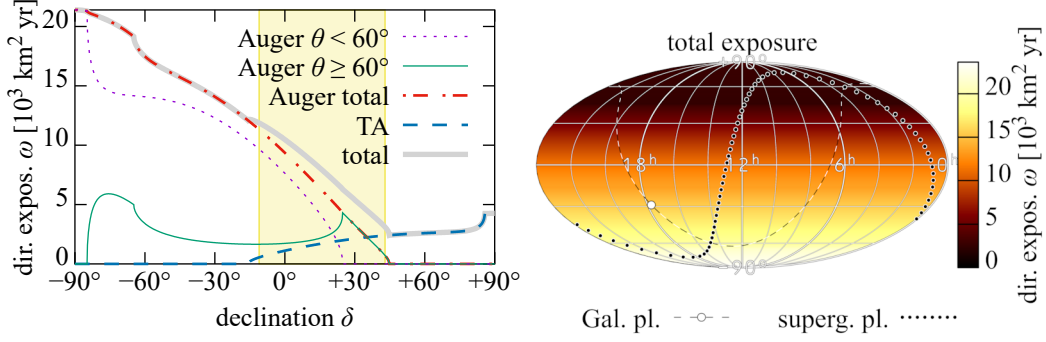 dir. expos. ω [10³ km² yr]
20
15
10
5
0
Auger θ < 60°
Auger θ ≥ 60°
Auger total
TA
total
−90 −60 −30 0 +30 +60 +90°
declination δ
total exposure
+90°
18ʰ 12ʰ 6ʰ 0ʰ
−90°
20
15
10
5
0
dir. expos. ω [10³ km² yr]
Gal. pl. superg. pl.